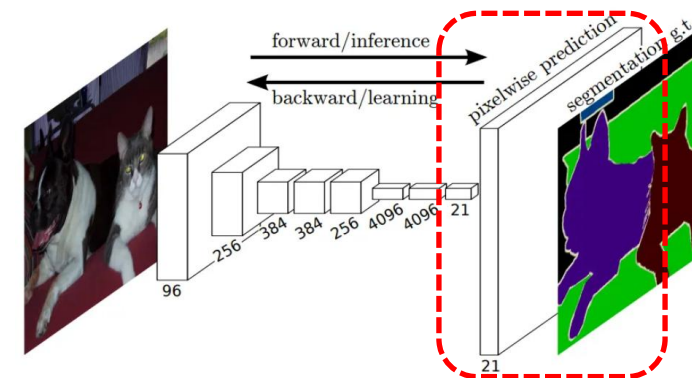 forward/inference
backward/learning
pixelwise prediction
segmentation g.t.
96
256
384
384
256
4096
4096
21
21